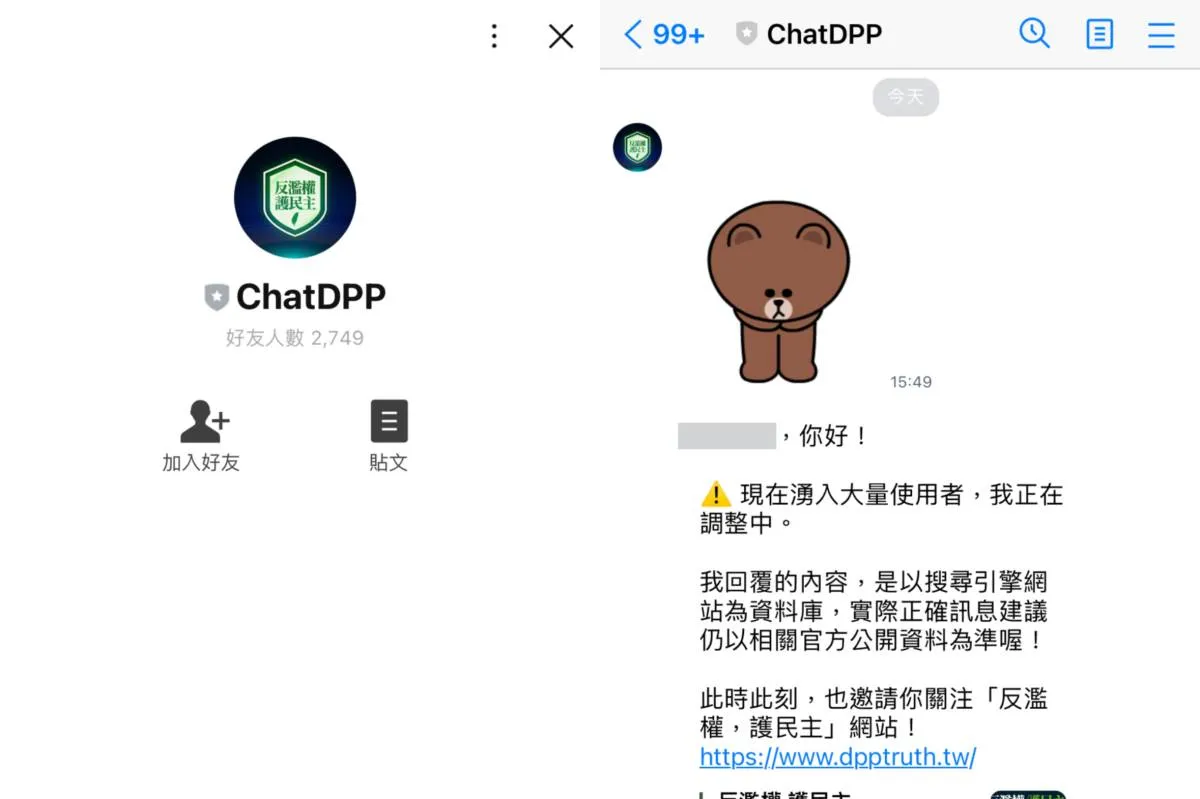 反濫權
護民主
ChatDPP
好友人數 2,749
加入好友
貼文
99+
ChatDPP
今天
反濫權
護民主
15:49
，你好！
⚠️ 現在湧入大量使用者，我正在
調整中。
我回覆的內容，是以搜尋引擎網
站為資料庫，實際正確訊息建議
仍以相關官方公開資料為準喔！
此時此刻，也邀請你關注「反濫
權，護民主」網站！
https://www.dpptruth.tw/
反濫權 護民主